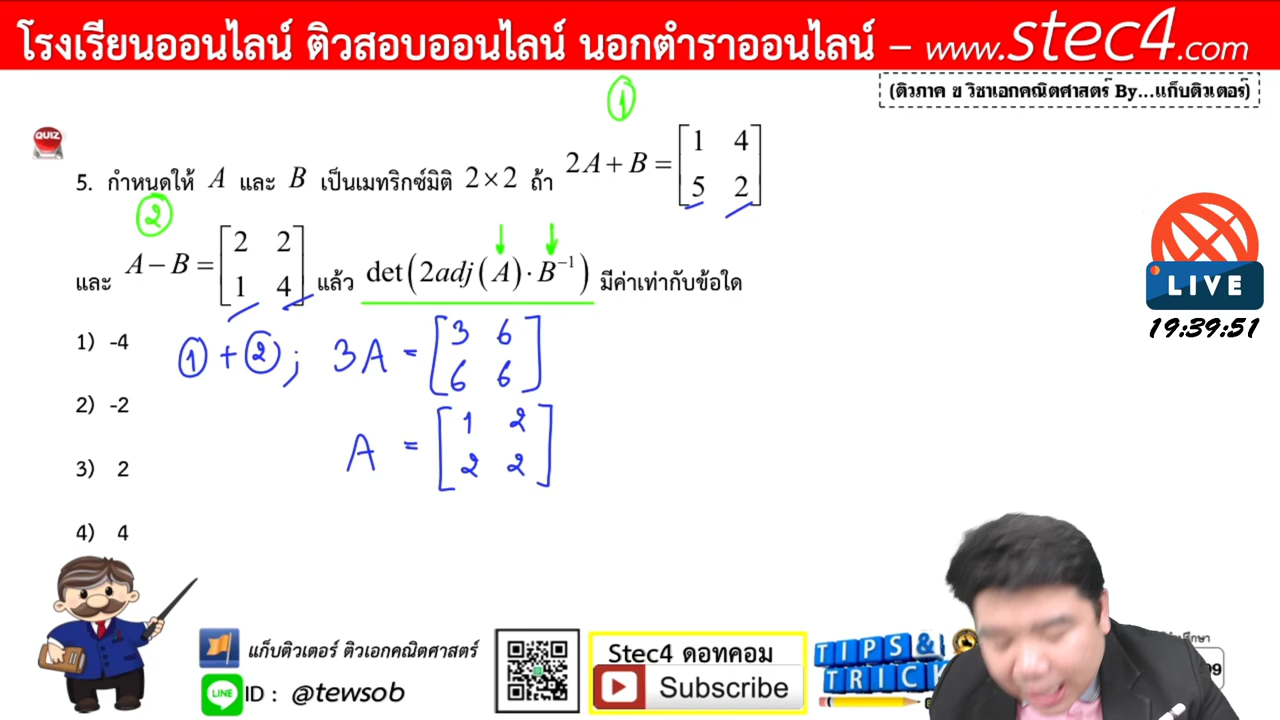 โรงเรียนออนไลน์ ติวสอบออนไลน์ นอกตำราออนไลน์ – www.stec4.com
(ติวภาค ข วิชาเอกคณิตศาสตร์ By...แก็บติวเตอร์)
①
QUIZ
5. กำหนดให้ A และ B เป็นเมทริกซ์มิติ 2×2 ถ้า 2A+B = [1 4; 5 2]
②
และ A−B = [2 2; 1 4] แล้ว det(2adj(A)·B⁻¹) มีค่าเท่ากับข้อใด
LIVE
19:39:51
1) -4
① + ②; 3A = [3 6; 6 6]
2) -2
A = [1 2; 2 2]
3) 2
4) 4
แก็บติวเตอร์ ติวเอกคณิตศาสตร์
LINE ID : @tewsob
Stec4 ดอทคอม
Subscribe
TIPS &
TRICK